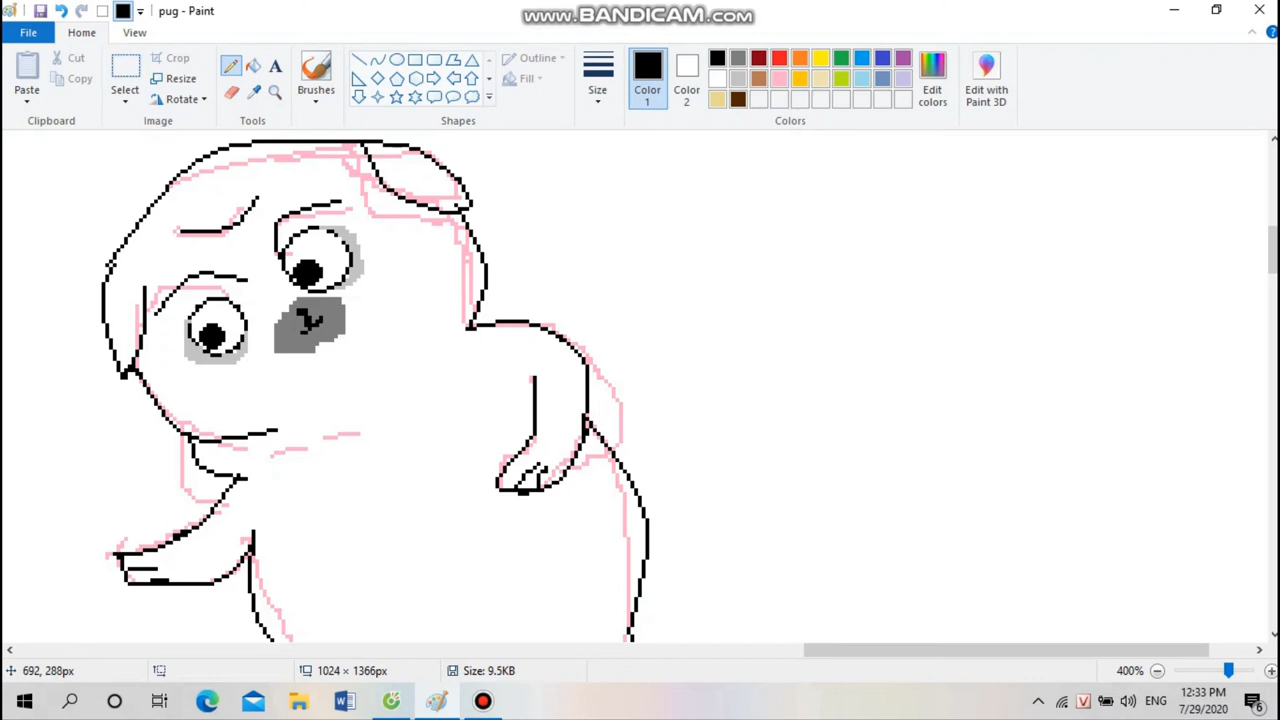 pug - Paint
www.BANDICAM.com
File Home View
Paste
Cut
Copy
Clipboard
Select
Crop
Resize
Rotate
Image
A
Tools
Brushes
Shapes
Outline
Fill
Size
Color 1
Color 2
Colors
Edit colors
Edit with Paint 3D
692, 288px
1024 × 1366px
Size: 9.5KB
400%
V
ENG
12:33 PM
7/29/2020
6